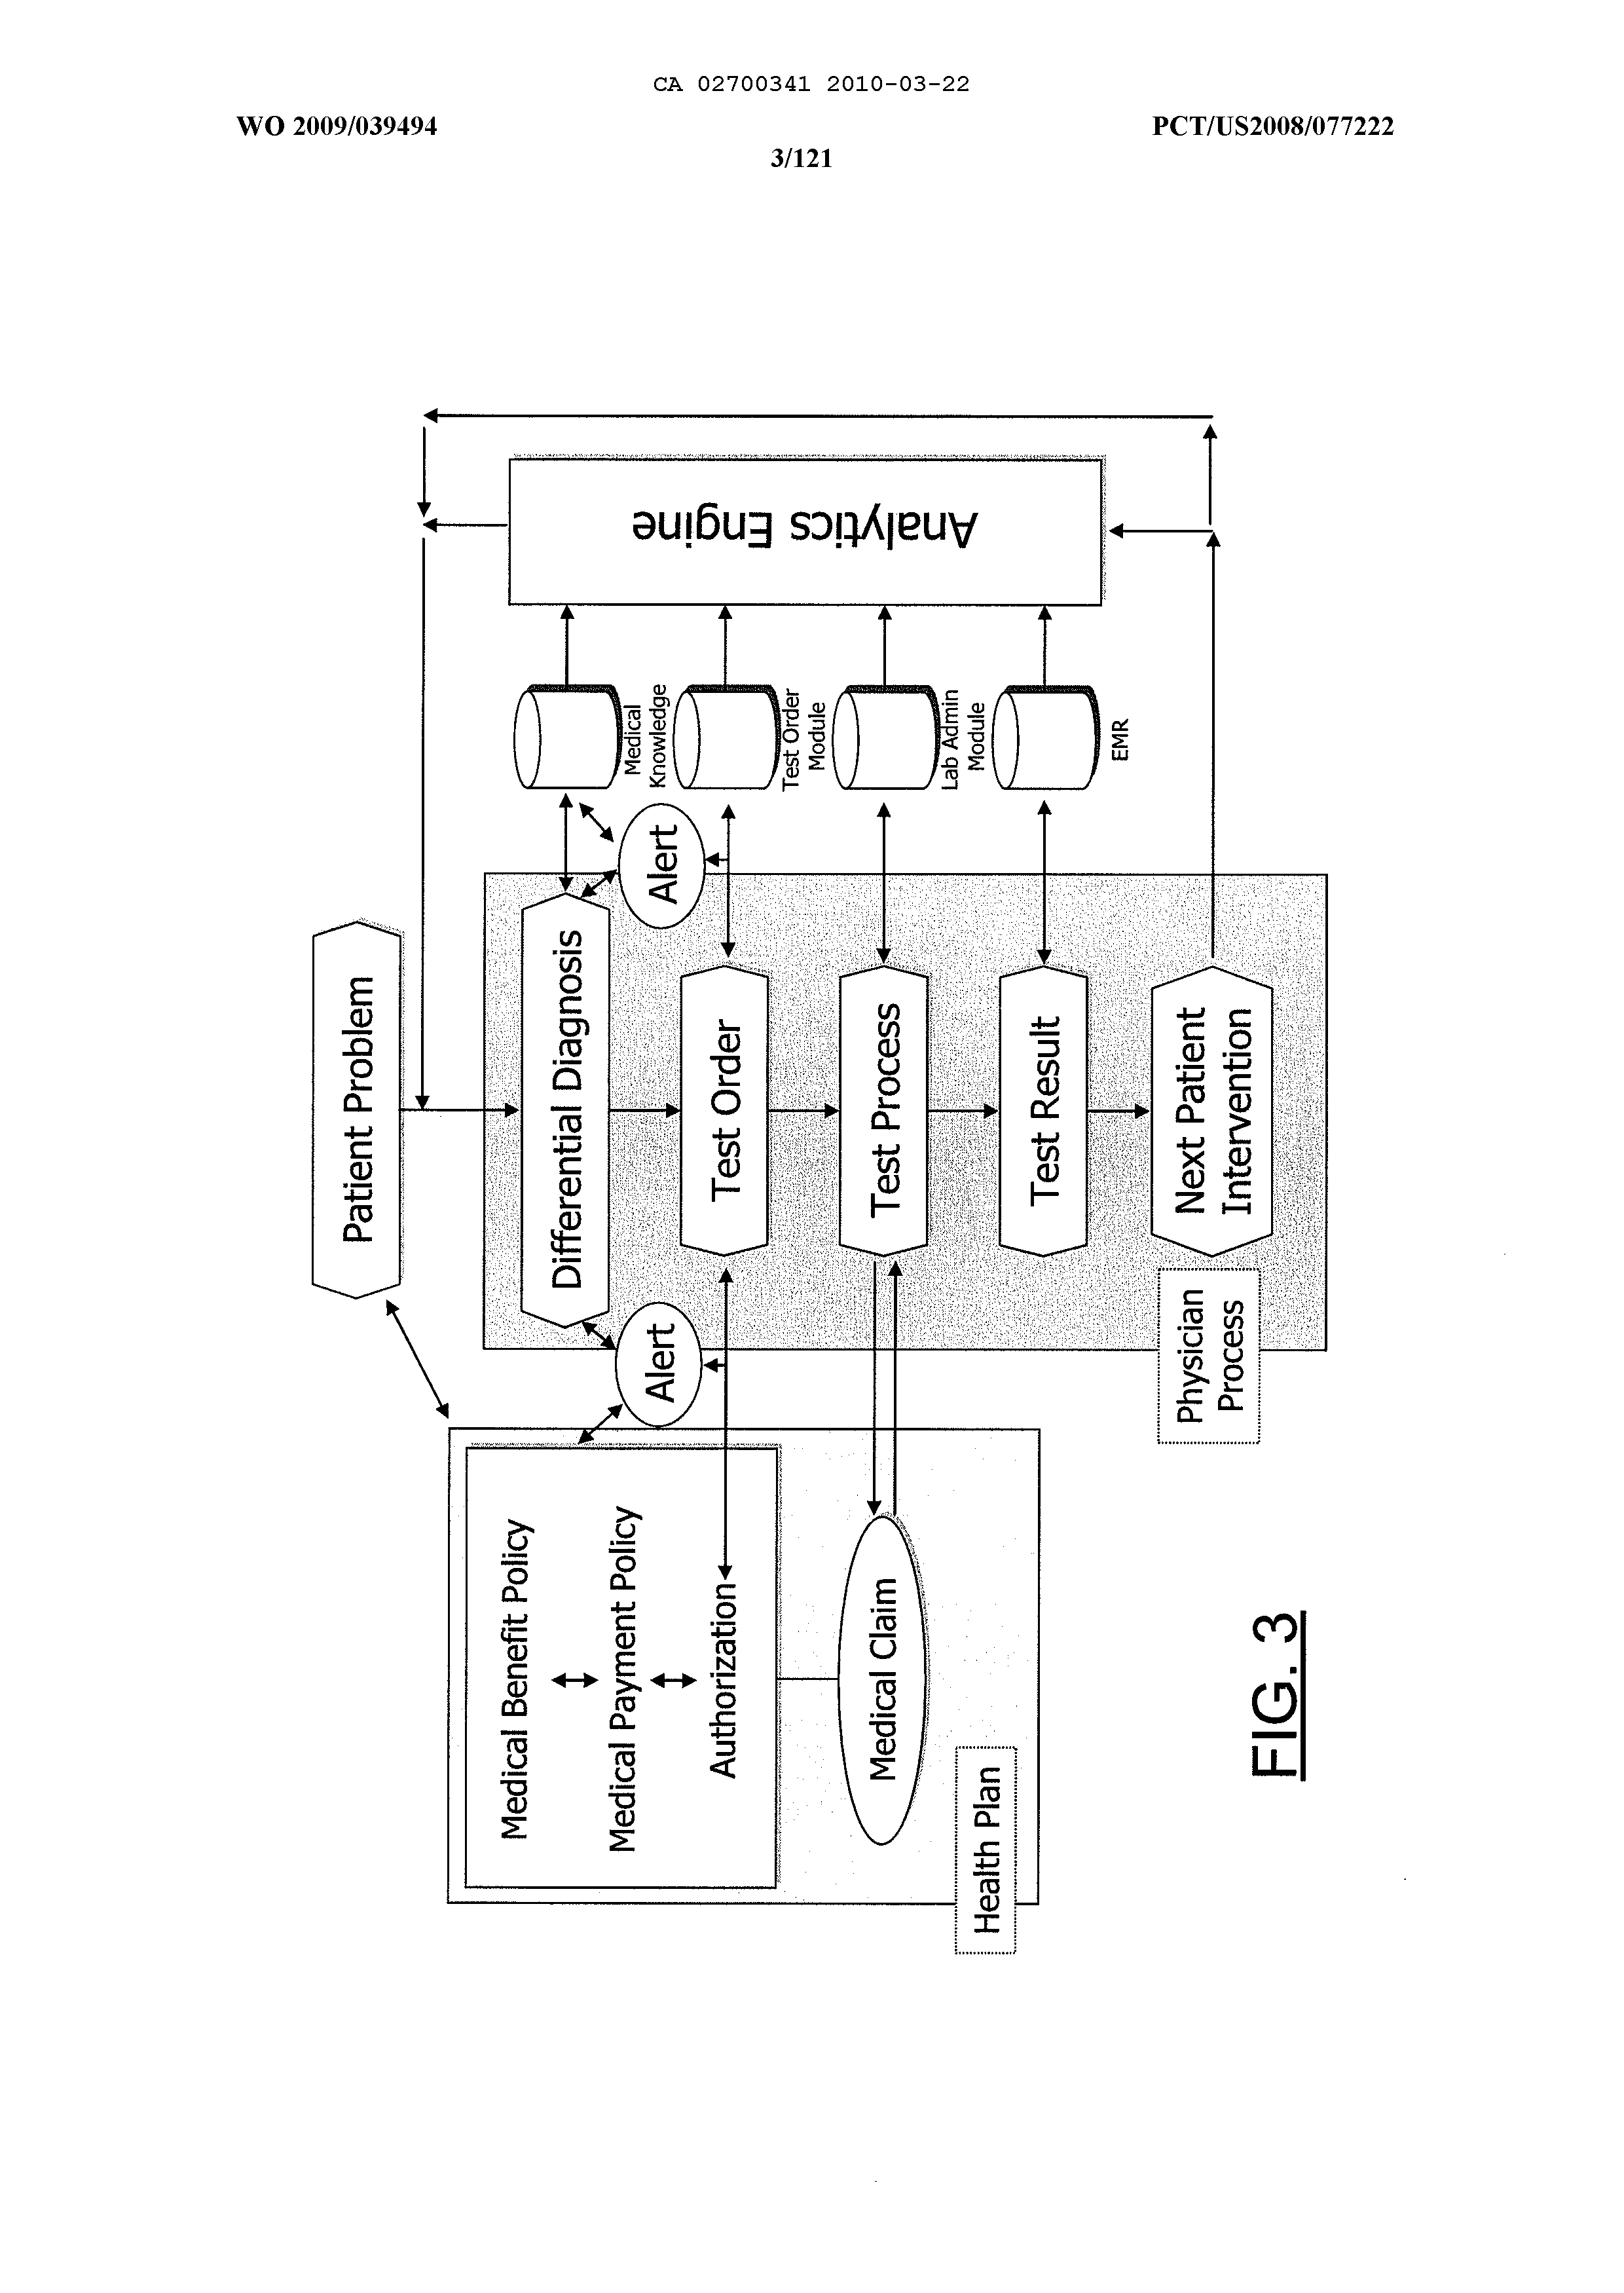 CA 02700341 2010-03-22
WO 2009/039494
PCT/US2008/077222
3/121
Patient Problem
Medical Benefit Policy
Medical Payment Policy
Authorization
Medical Claim
Health Plan
Alert
Differential Diagnosis
Test Order
Test Process
Test Result
Next Patient
Intervention
Physician
Process
Alert
Medical
Knowledge
Test Order
Module
Lab Admin
Module
EMR
Analytics Engine
FIG. 3